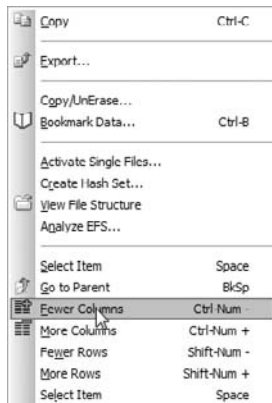 Copy Ctrl-C
Export...
Copy/UnErase...
Bookmark Data... Ctrl-B
Activate Single Files...
Create Hash Set...
View File Structure
Analyze EFS...
Select Item Space
Go to Parent BkSp
Fewer Columns Ctrl-Num -
More Columns Ctrl-Num +
Fewer Rows Shift-Num -
More Rows Shift-Num +
Select Item Space